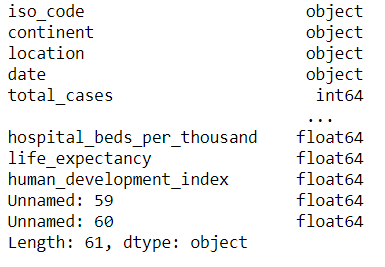 iso_code object
continent object
location object
date object
total_cases int64
...
hospital_beds_per_thousand float64
life_expectancy float64
human_development_index float64
Unnamed: 59 float64
Unnamed: 60 float64
Length: 61, dtype: object